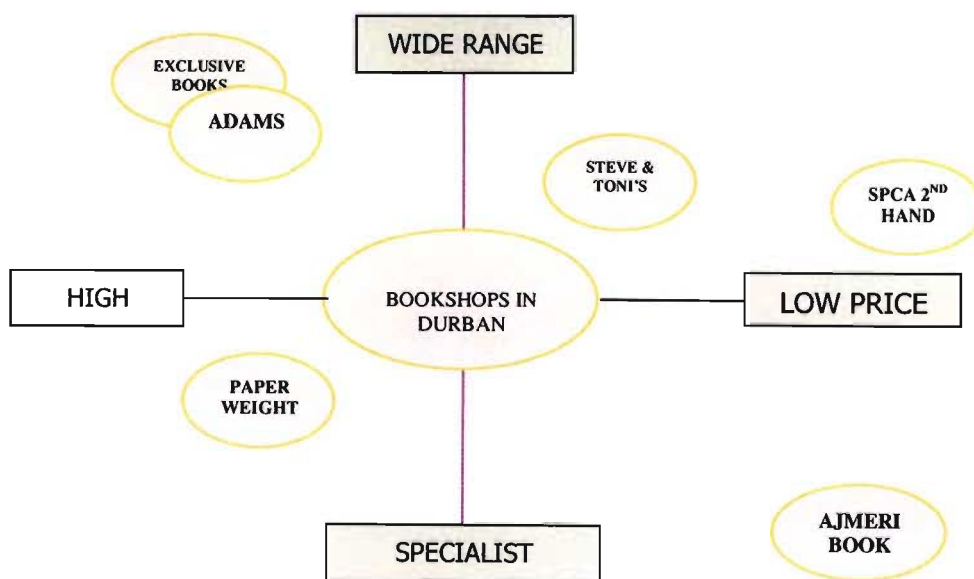 WIDE RANGE
EXCLUSIVE
BOOKS
ADAMS
STEVE &
TONI'S
SPCA 2ND
HAND
HIGH
BOOKSHOPS IN
DURBAN
LOW PRICE
PAPER
WEIGHT
AJMERI
BOOK
SPECIALIST